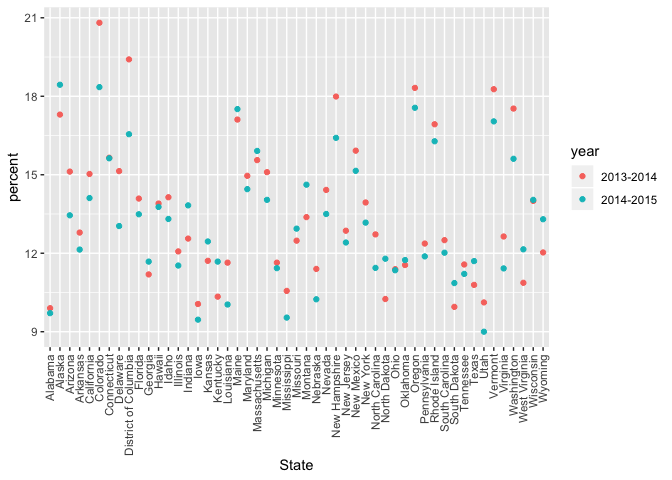 21
18
15
12
9
percent
Alabama
Alaska
Arizona
Arkansas
California
Colorado
Connecticut
Delaware
District of Columbia
Florida
Georgia
Hawaii
Idaho
Illinois
Indiana
Iowa
Kansas
Kentucky
Louisiana
Maine
Maryland
Massachusetts
Michigan
Minnesota
Mississippi
Missouri
Montana
Nebraska
Nevada
New Hampshire
New Jersey
New Mexico
New York
North Carolina
North Dakota
Ohio
Oklahoma
Oregon
Pennsylvania
Rhode Island
South Carolina
South Dakota
Tennessee
Texas
Utah
Vermont
Virginia
Washington
West Virginia
Wisconsin
Wyoming
State
year
2013-2014
2014-2015